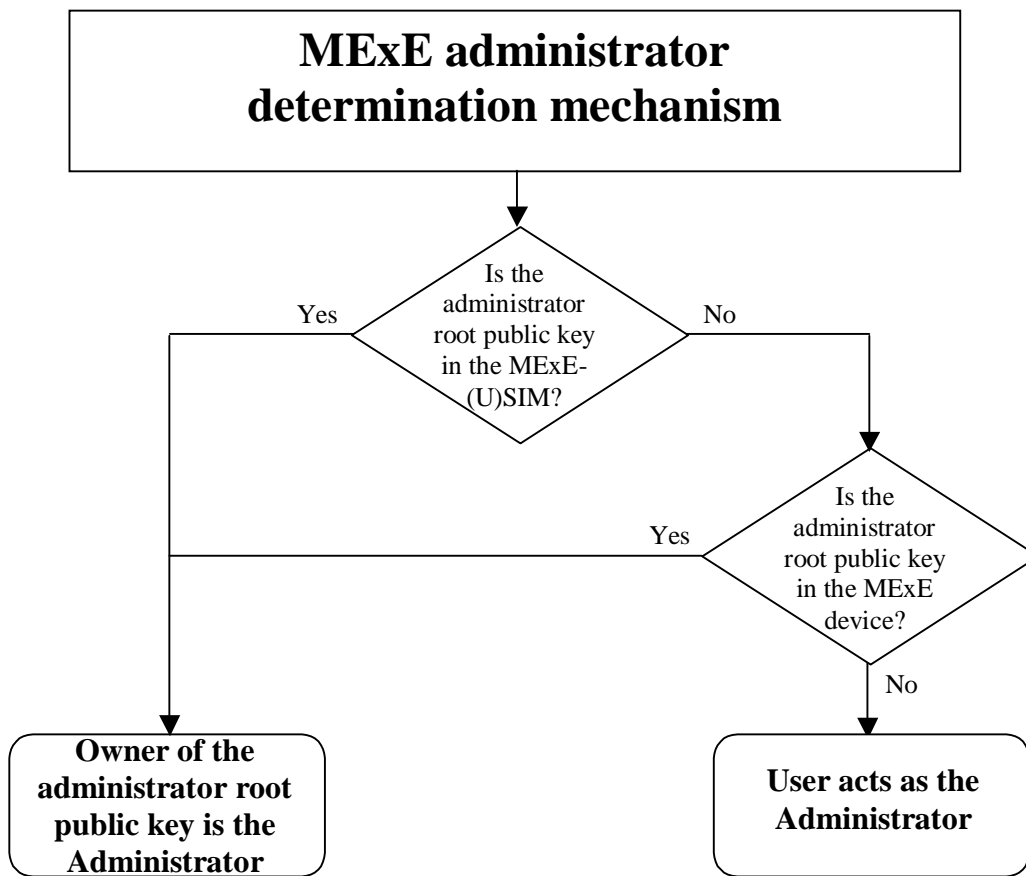 MExE administrator
determination mechanism
Is the
administrator
root public key
in the MExE-
(U)SIM?
Yes
No
Is the
administrator
root public key
in the MExE
device?
Yes
No
Owner of the
administrator root
public key is the
Administrator
User acts as the
Administrator